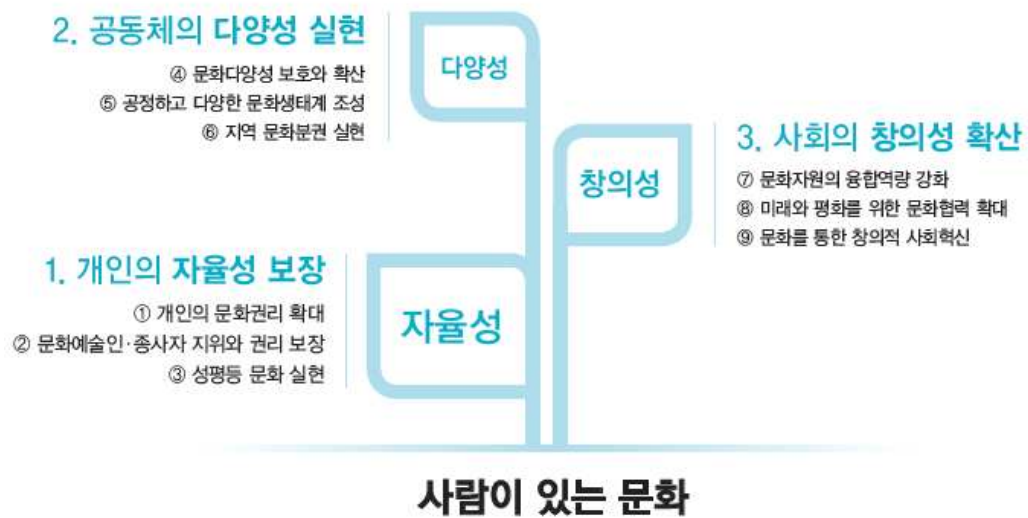 2. 공동체의 다양성 실현
④ 문화다양성 보호와 확산
⑤ 공정하고 다양한 문화생태계 조성
⑥ 지역 문화분권 실현
다양성
창의성
3. 사회의 창의성 확산
⑦ 문화자원의 융합역량 강화
⑧ 미래와 평화를 위한 문화협력 확대
⑨ 문화를 통한 창의적 사회혁신
1. 개인의 자율성 보장
① 개인의 문화권리 확대
② 문화예술인·종사자 지위와 권리 보장
③ 성평등 문화 실현
자율성
사람이 있는 문화